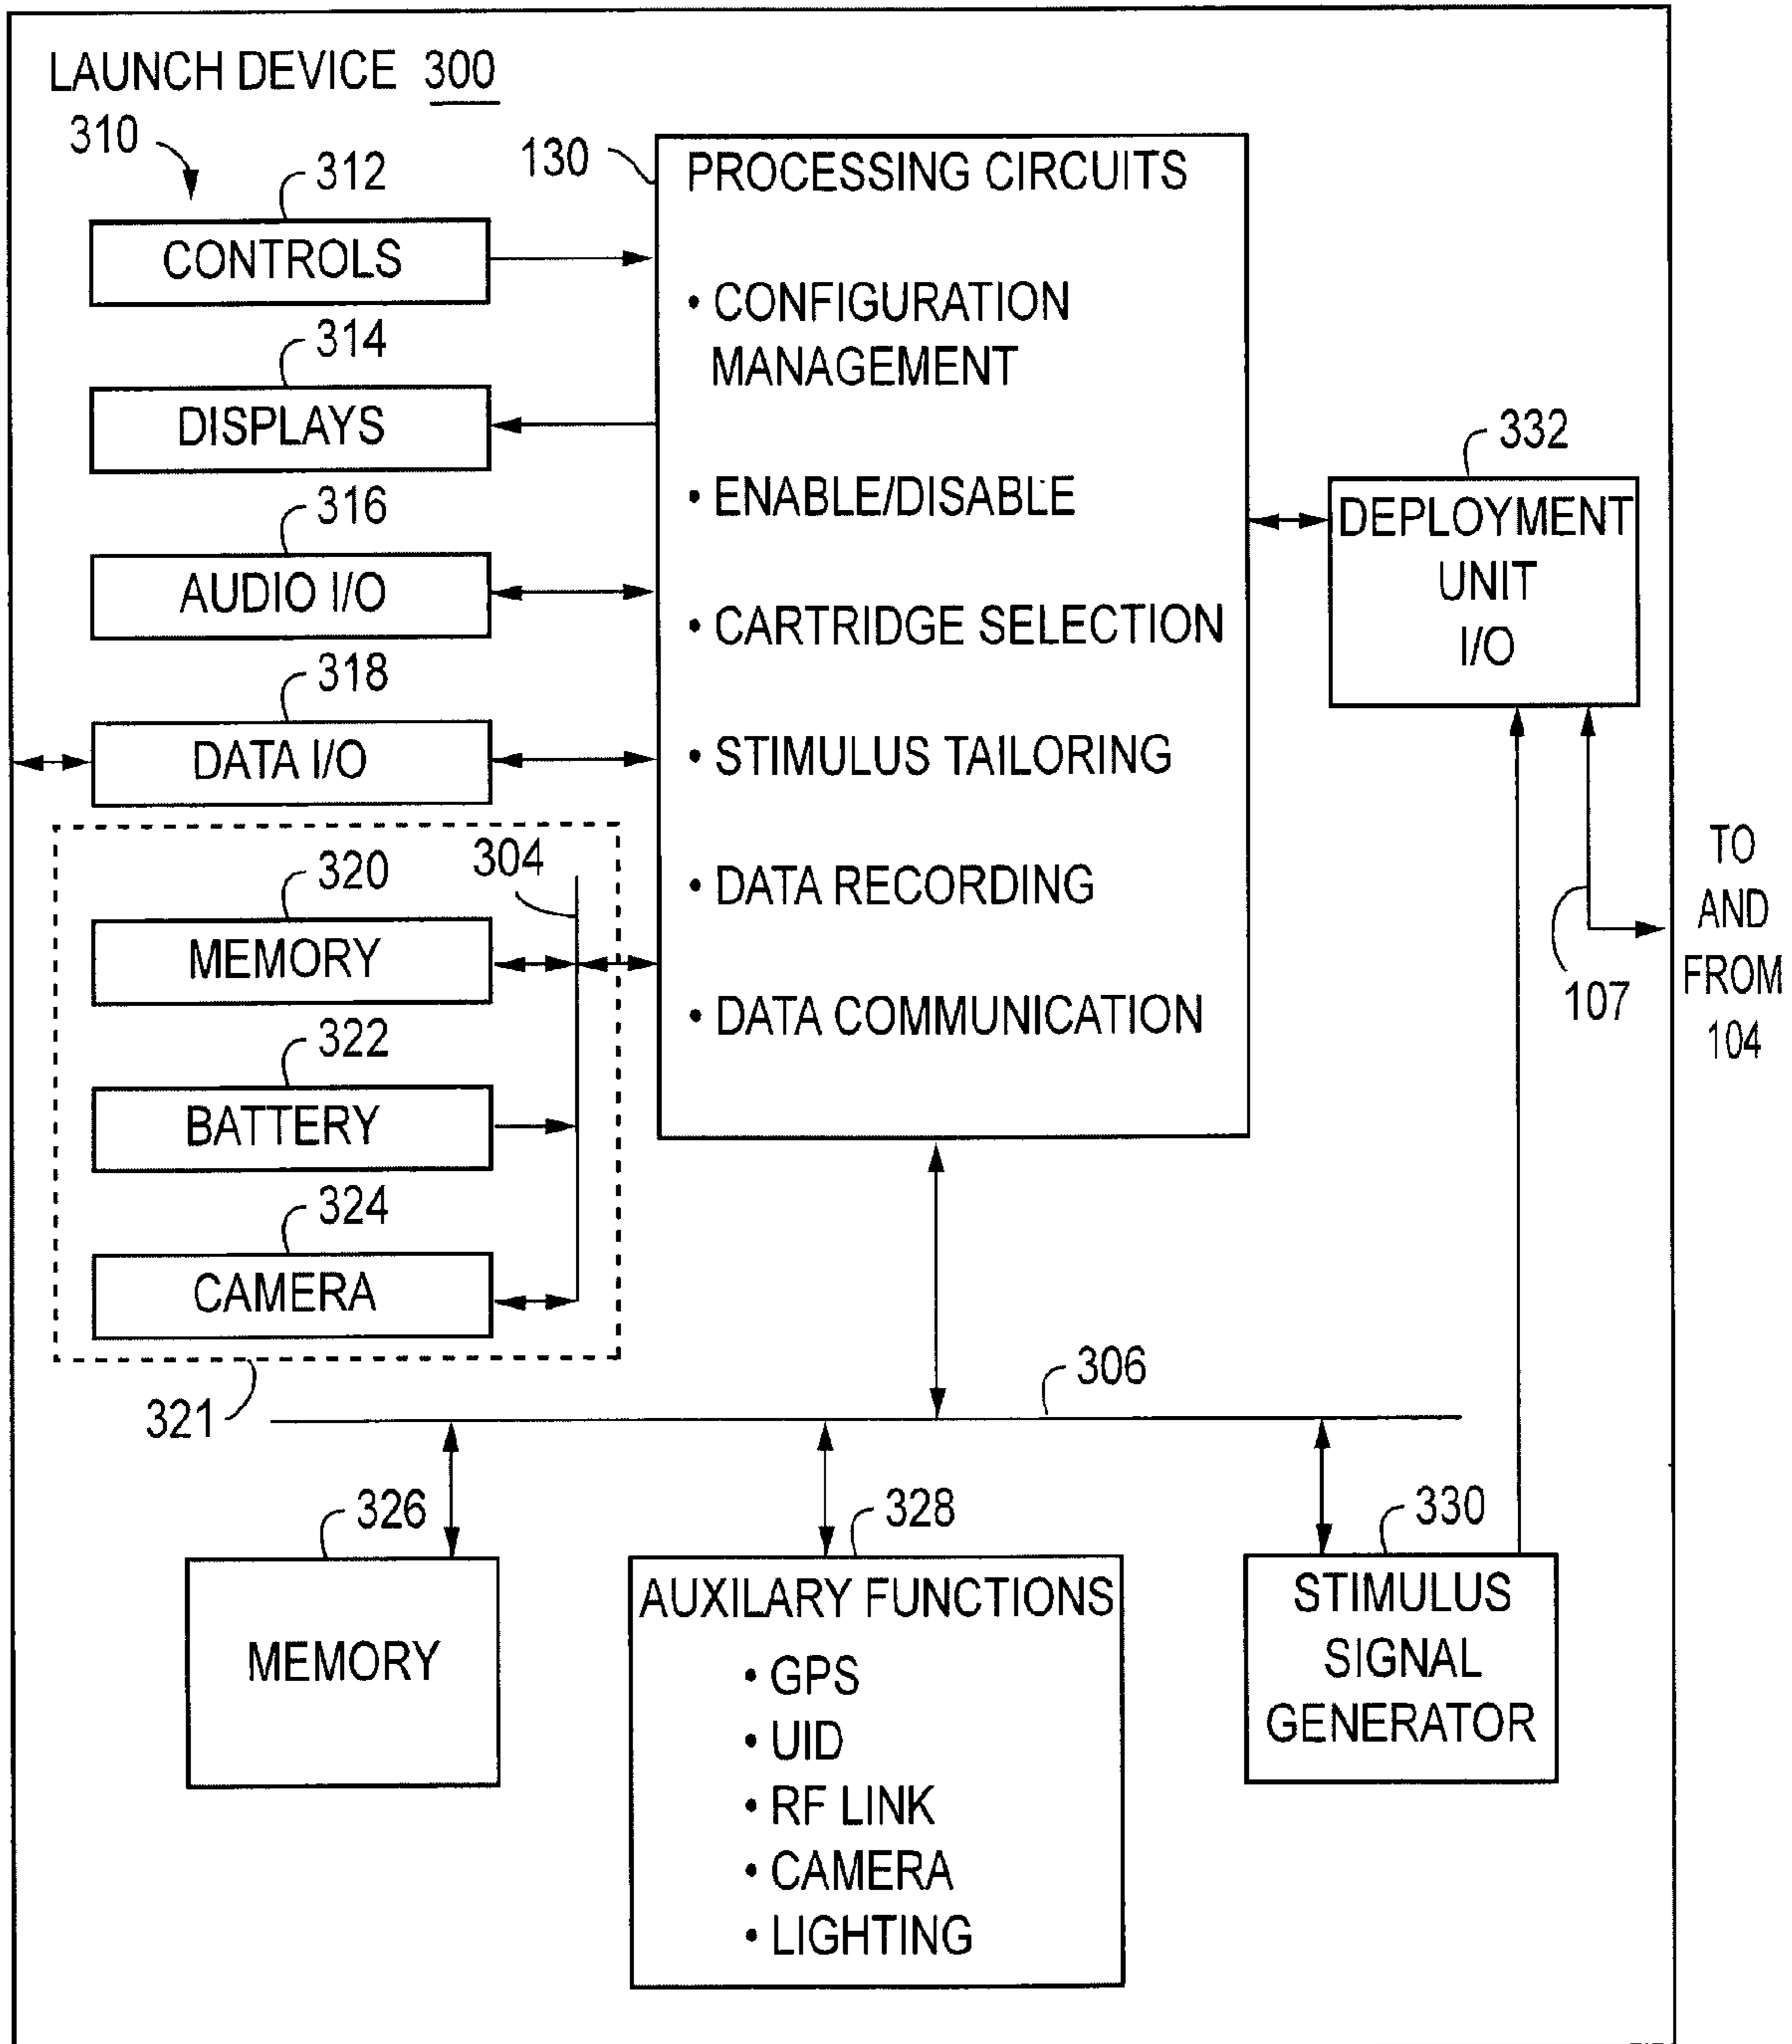 LAUNCH DEVICE 300
310
312
CONTROLS
314
DISPLAYS
316
AUDIO I/O
318
DATA I/O
304
320
MEMORY
322
BATTERY
324
CAMERA
321
130
PROCESSING CIRCUITS
• CONFIGURATION
MANAGEMENT
• ENABLE/DISABLE
• CARTRIDGE SELECTION
• STIMULUS TAILORING
• DATA RECORDING
• DATA COMMUNICATION
332
DEPLOYMENT
UNIT
I/O
107
TO
AND
FROM
104
306
326
MEMORY
328
AUXILARY FUNCTIONS
• GPS
• UID
• RF LINK
• CAMERA
• LIGHTING
330
STIMULUS
SIGNAL
GENERATOR